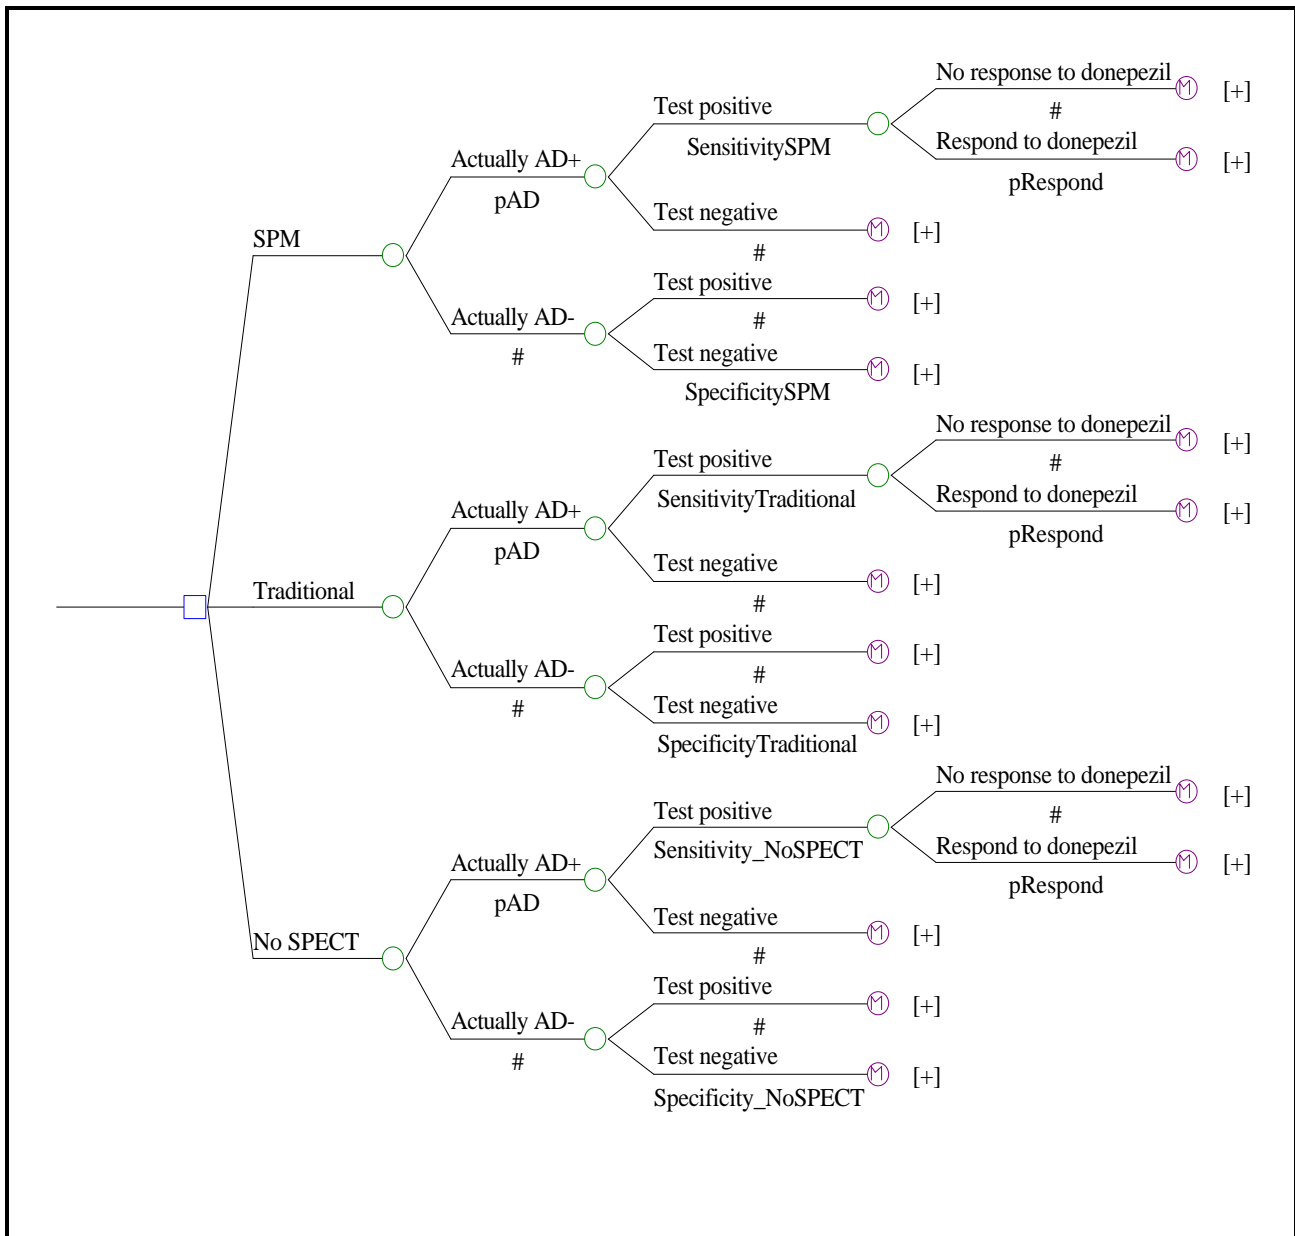 No response to donepezil
M [+]
#
Test positive
SensitivitySPM
Respond to donepezil
M [+]
pRespond
Actually AD+
pAD
Test negative
M [+]
#
SPM
Test positive
M [+]
#
Actually AD-
#
Test negative
M [+]
SpecificitySPM
No response to donepezil
M [+]
#
Test positive
SensitivityTraditional
Respond to donepezil
M [+]
pRespond
Actually AD+
pAD
Test negative
M [+]
#
Traditional
Test positive
M [+]
#
Actually AD-
#
Test negative
M [+]
SpecificityTraditional
No response to donepezil
M [+]
#
Test positive
Sensitivity_NoSPECT
Respond to donepezil
M [+]
pRespond
Actually AD+
pAD
Test negative
M [+]
#
No SPECT
Test positive
M [+]
#
Actually AD-
#
Test negative
M [+]
Specificity_NoSPECT